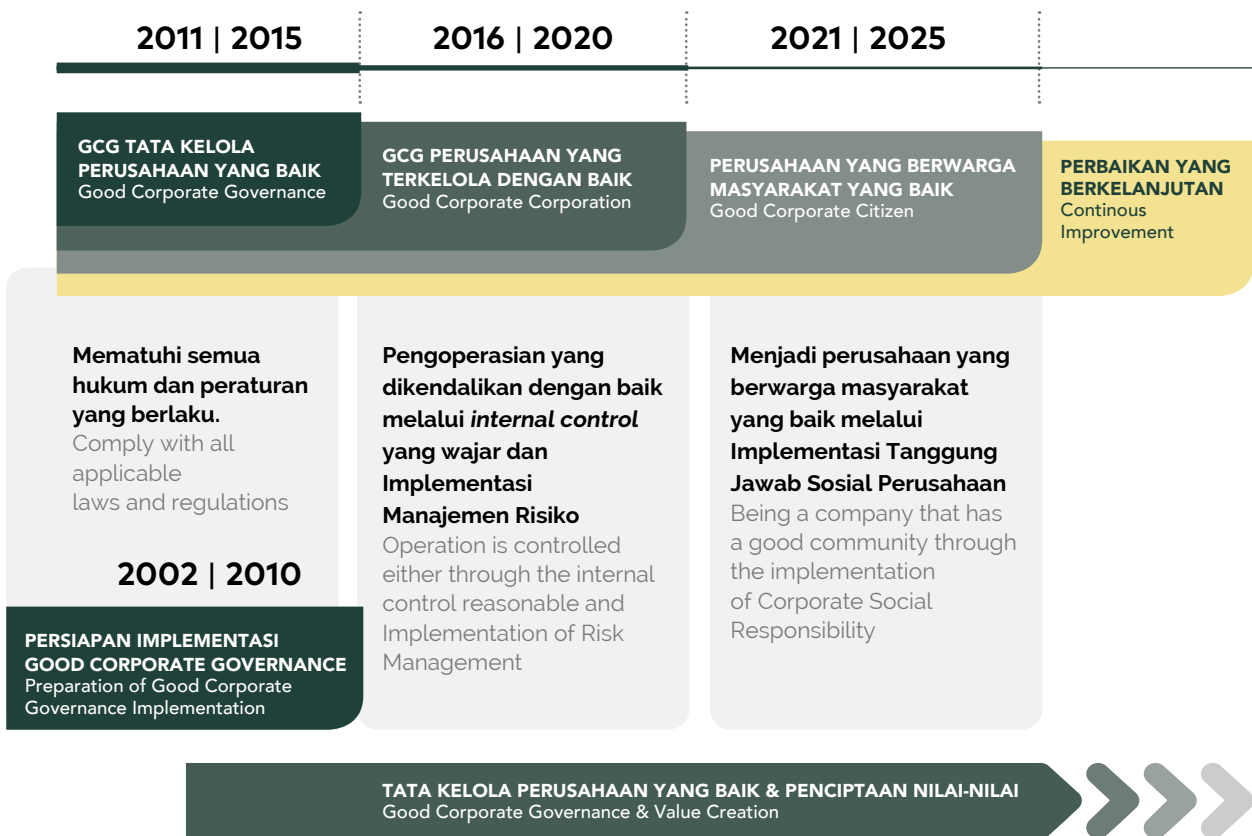 2011 | 2015
2016 | 2020
2021 | 2025
GCG TATA KELOLA
PERUSAHAAN YANG BAIK
Good Corporate Governance
GCG PERUSAHAAN YANG
TERKELOLA DENGAN BAIK
Good Corporate Corporation
PERUSAHAAN YANG BERWARGA
MASYARAKAT YANG BAIK
Good Corporate Citizen
PERBAIKAN YANG
BERKELANJUTAN
Continous
Improvement
Mematuhi semua
hukum dan peraturan
yang berlaku.
Comply with all
applicable
laws and regulations
2002 | 2010
PERSIAPAN IMPLEMENTASI
GOOD CORPORATE GOVERNANCE
Preparation of Good Corporate
Governance Implementation
Pengoperasian yang
dikendalikan dengan baik
melalui internal control
yang wajar dan
Implementasi
Manajemen Risiko
Operation is controlled
either through the internal
control reasonable and
Implementation of Risk
Management
Menjadi perusahaan yang
berwarga masyarakat
yang baik melalui
Implementasi Tanggung
Jawab Sosial Perusahaan
Being a company that has
a good community through
the implementation
of Corporate Social
Responsibility
TATA KELOLA PERUSAHAAN YANG BAIK & PENCIPTAAN NILAI-NILAI
Good Corporate Governance & Value Creation